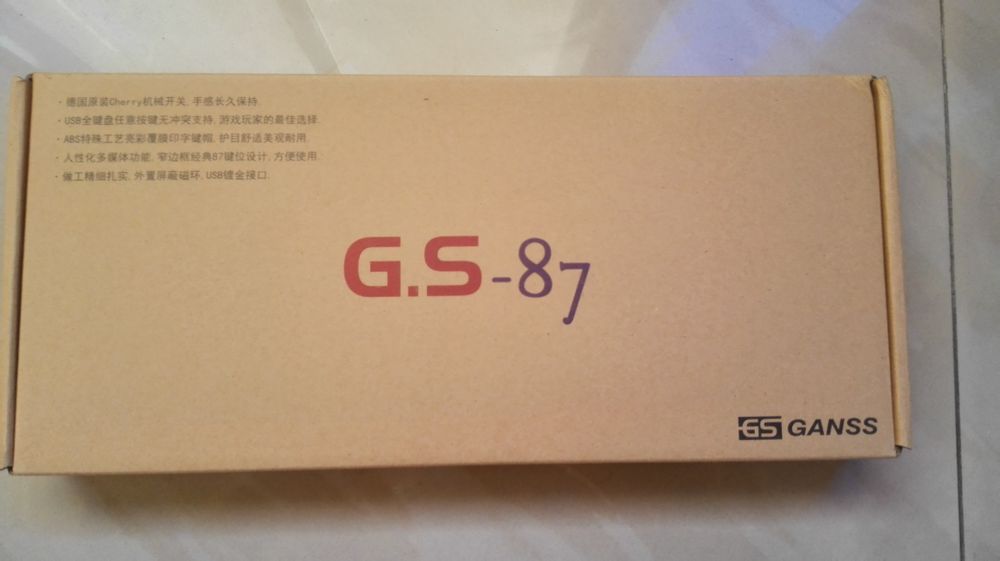 · 德国原装Cherry机械开关, 手感长久保持.
· USB全键盘任意按键无冲突支持, 游戏玩家的最佳选择.
· ABS特殊工艺亮彩覆膜印字键帽, 护目舒适美观耐用.
· 人性化多媒体功能, 窄边框经典87键位设计, 方便使用.
· 做工精细扎实, 外置屏蔽磁环, USB镀金接口.
G.S-87
GS GANSS